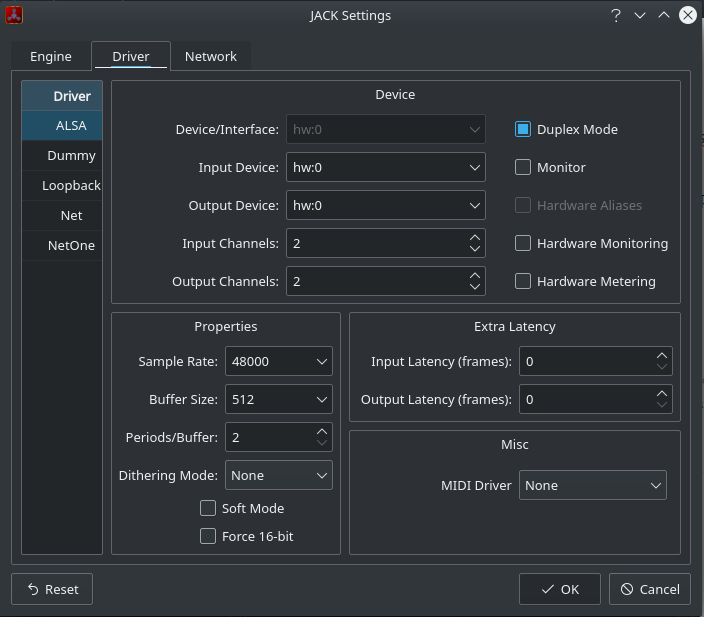 JACK Settings
?
Engine
Driver
Network
Driver
ALSA
Dummy
Loopback
Net
NetOne
Device
Device/Interface: hw:0
Duplex Mode
Input Device: hw:0
Monitor
Output Device: hw:0
Hardware Aliases
Input Channels: 2
Hardware Monitoring
Output Channels: 2
Hardware Metering
Properties
Sample Rate: 48000
Buffer Size: 512
Periods/Buffer: 2
Dithering Mode: None
Soft Mode
Force 16-bit
Extra Latency
Input Latency (frames): 0
Output Latency (frames): 0
Misc
MIDI Driver None
Reset
OK
Cancel